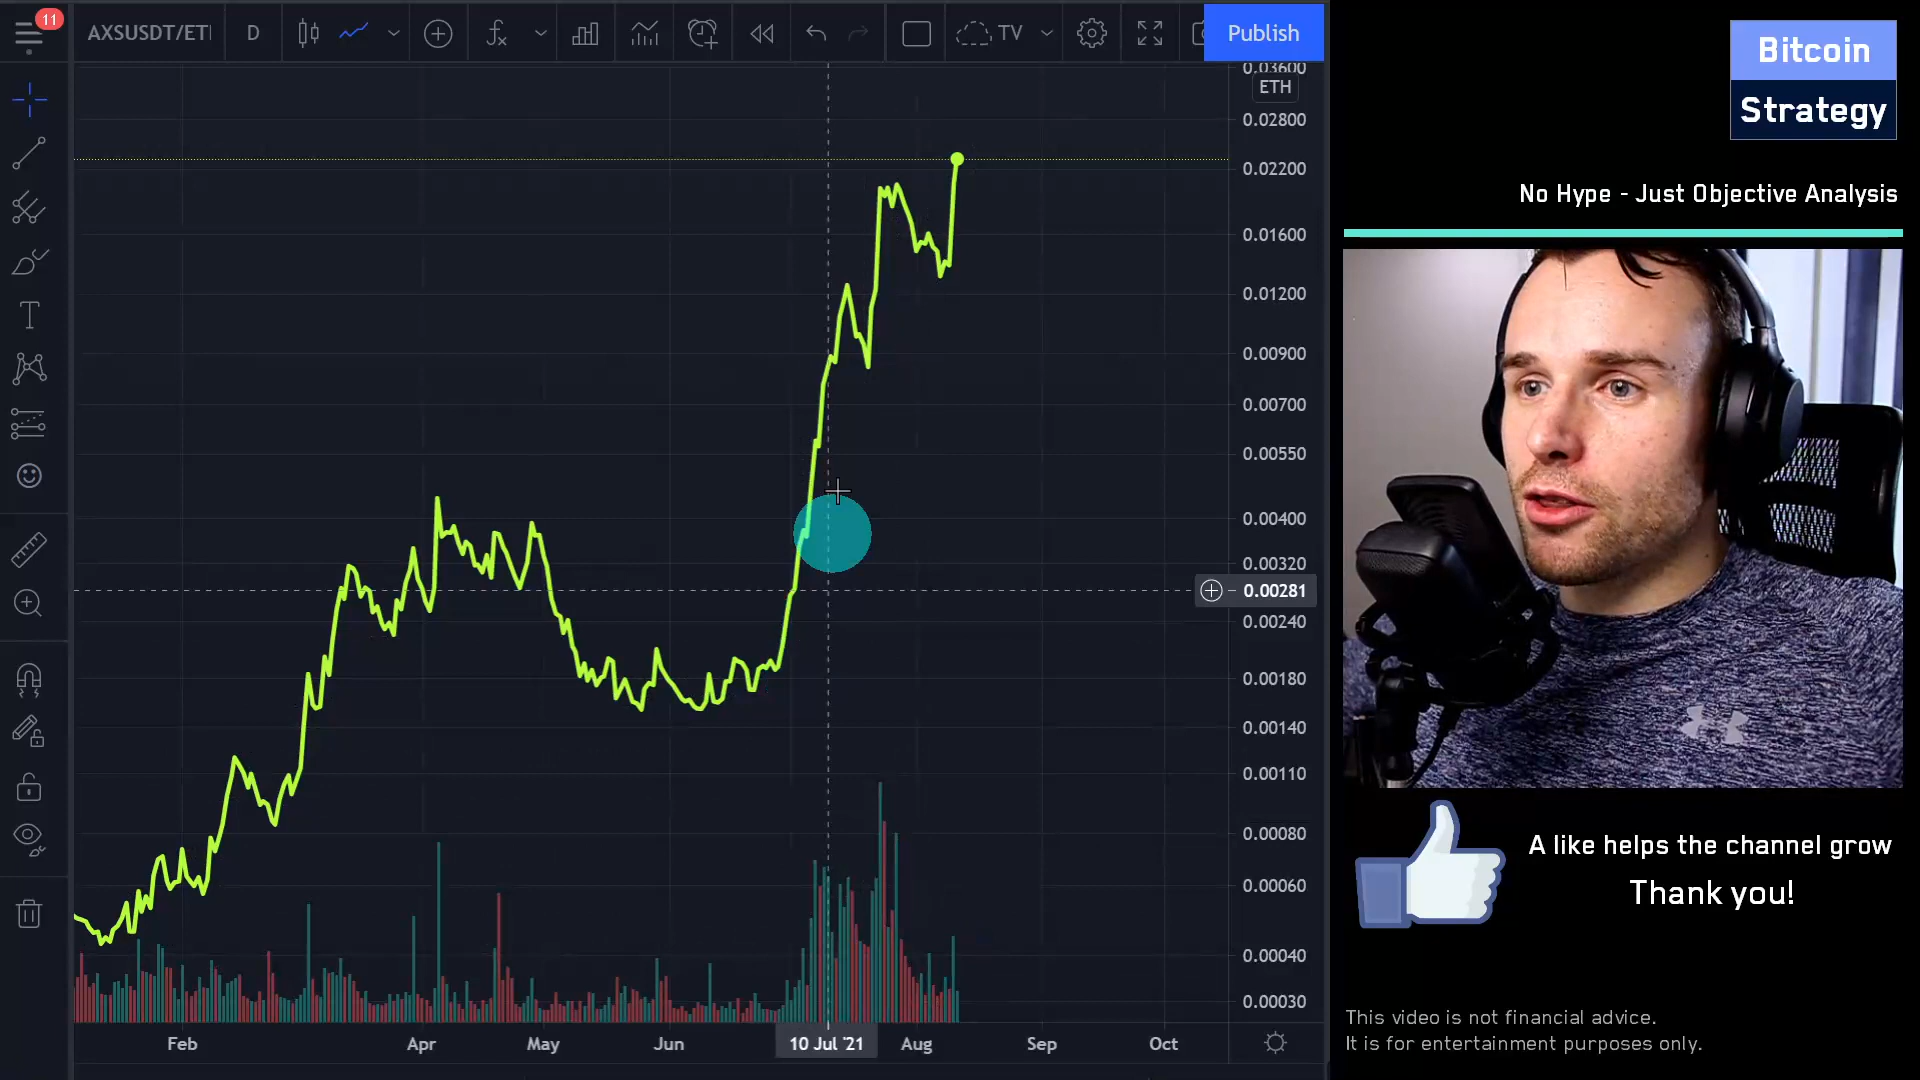 11
AXSUSDT/ETH
D
fx
TV
Publish
0.03600
ETH
0.02800
0.02200
0.01600
0.01200
0.00900
0.00700
0.00550
0.00400
0.00320
0.00281
0.00240
0.00180
0.00140
0.00110
0.00080
0.00060
0.00040
0.00030
Feb
Apr
May
Jun
10 Jul '21
Aug
Sep
Oct
Bitcoin
Strategy
No Hype - Just Objective Analysis
A like helps the channel grow
Thank you!
This video is not financial advice.
It is for entertainment purposes only.